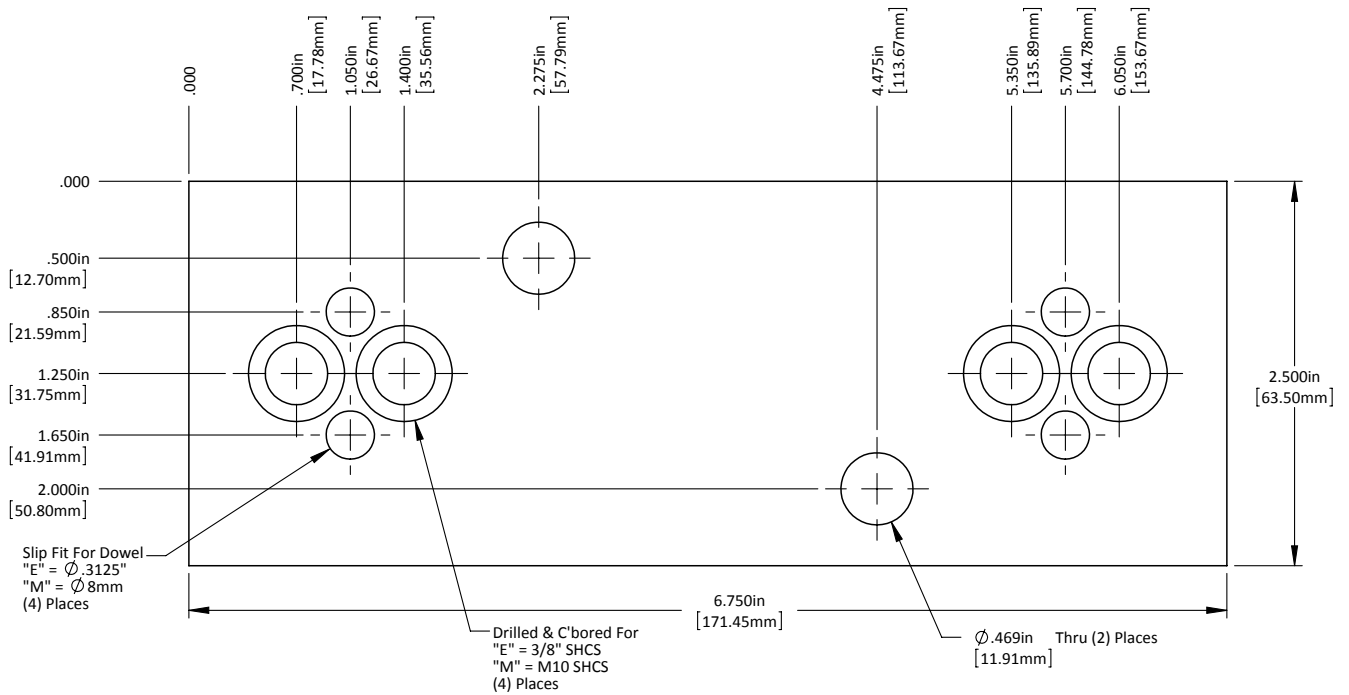 .000
.700in
[17.78mm]
1.050in
[26.67mm]
1.400in
[35.56mm]
2.275in
[57.79mm]
4.475in
[113.67mm]
5.350in
[135.89mm]
5.700in
[144.78mm]
6.050in
[153.67mm]
.000
.500in
[12.70mm]
.850in
[21.59mm]
1.250in
[31.75mm]
1.650in
[41.91mm]
2.000in
[50.80mm]
2.500in
[63.50mm]
Slip Fit For Dowel
"E" = Ø.3125"
"M" = Ø8mm
(4) Places
6.750in
[171.45mm]
Drilled & C'bored For
"E" = 3/8" SHCS
"M" = M10 SHCS
(4) Places
Ø.469in Thru (2) Places
[11.91mm]